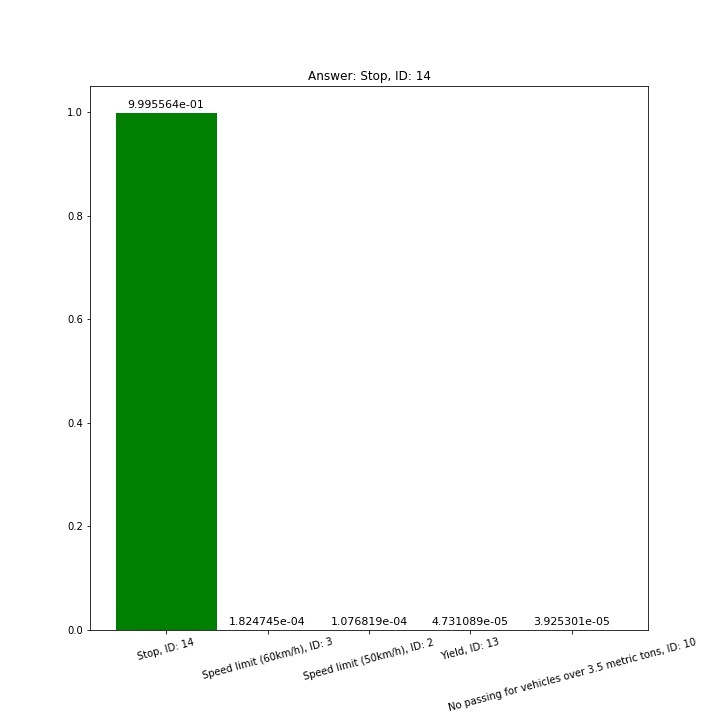 Answer: Stop, ID: 14
9.995564e-01
1.0
0.8
0.6
0.4
0.2
0.0
1.824745e-04
1.076819e-04
4.731089e-05
3.925301e-05
Stop, ID: 14
Speed limit (60km/h), ID: 3
Speed limit (50km/h), ID: 2
Yield, ID: 13
No passing for vehicles over 3.5 metric tons, ID: 10